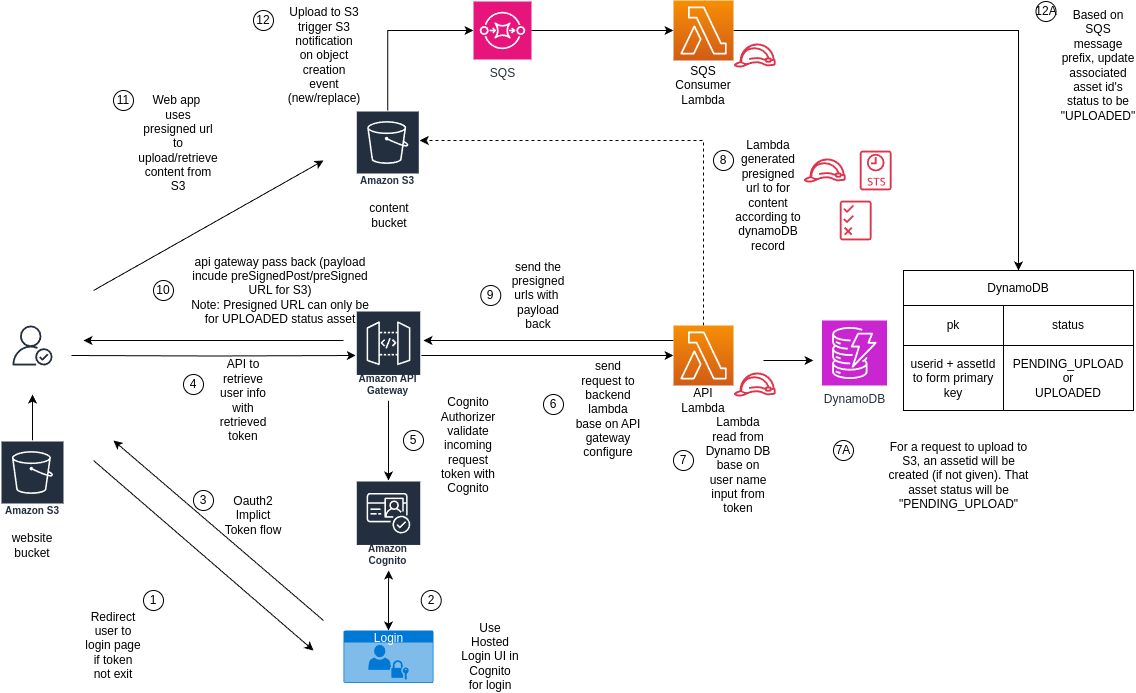 12
Upload to S3
trigger S3
notification
on object
creation
event
(new/replace)
SQS
SQS
Consumer
Lambda
12A
Based on
SQS
message
prefix, update
associated
asset id's
status to be
"UPLOADED"
11
Web app
uses
presigned url
to
upload/retrieve
content from
S3
Amazon S3
content
bucket
8
Lambda
generated
presigned
url to for
content
according to
dynamoDB
record
STS
10
api gateway pass back (payload
incude preSignedPost/preSigned
URL for S3)
Note: Presigned URL can only be
for UPLOADED status asset
9
send the
presigned
urls with
payload
back
DynamoDB
pk
status
userid + assetId
to form primary
key
PENDING_UPLOAD
or
UPLOADED
4
API to
retrieve
user info
with
retrieved
token
Amazon API
Gateway
6
send
request to
backend
lambda
base on API
gateway
configure
API
Lambda
DynamoDB
5
Cognito
Authorizer
validate
incoming
request
token with
Cognito
7
Lambda
read from
Dynamo DB
base on
user name
input from
token
7A
For a request to upload to
S3, an assetid will be
created (if not given). That
asset status will be
"PENDING_UPLOAD"
Amazon S3
website
bucket
3
Oauth2
Implict
Token flow
Amazon
Cognito
1
Redirect
user to
login page
if token
not exit
2
Login
Use
Hosted
Login UI in
Cognito
for login